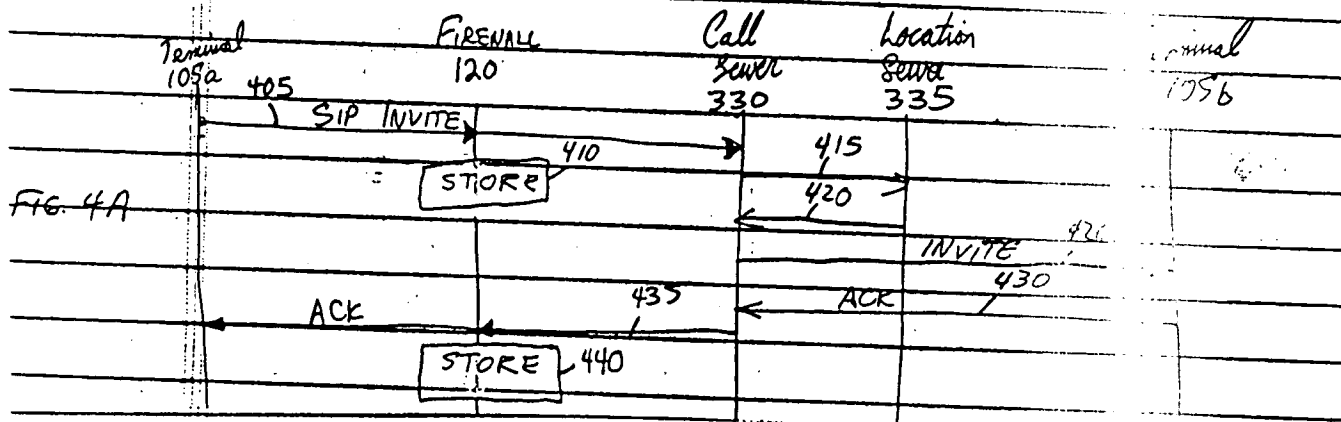 Terminal
105a
FIREWALL
120
Call
Server
330
Location
Server
335
105b
405
SIP INVITE
410
STORE
415
420
FIG. 4A
INVITE
430
ACK
435
ACK
STORE
440